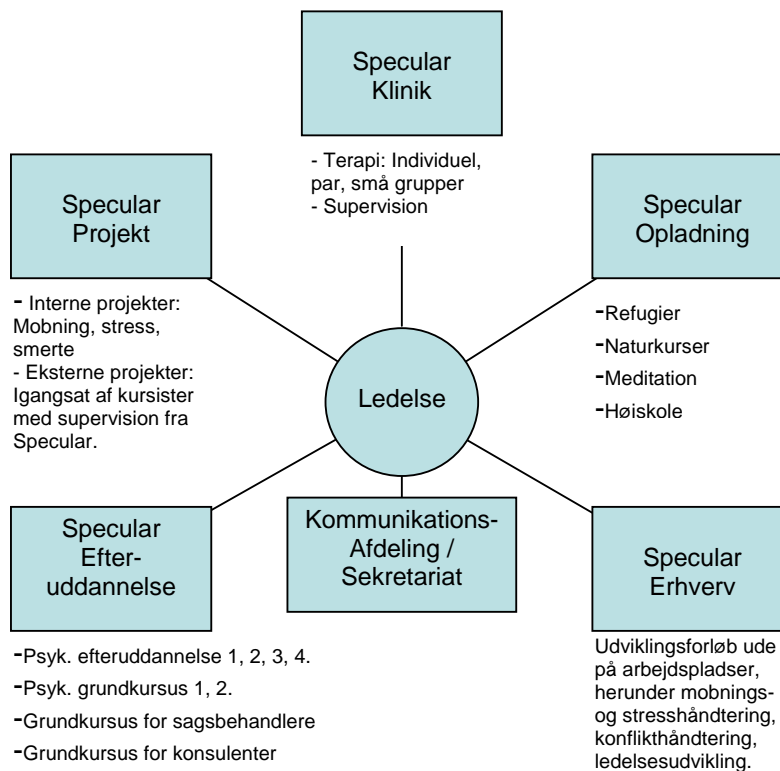 Specular
Klinik
- Terapi: Individuel,
par, små grupper
- Supervision
Specular
Projekt
- Interne projekter:
Mobning, stress,
smerte
- Eksterne projekter:
Igangsat af kursister
med supervision fra
Specular.
Specular
Opladning
-Refugier
-Naturkurser
-Meditation
-Høiskole
Ledelse
Specular
Efter-
uddannelse
-Psyk. efteruddannelse 1, 2, 3, 4.
-Psyk. grundkursus 1, 2.
-Grundkursus for sagsbehandlere
-Grundkursus for konsulenter
Kommunikations-
Afdeling /
Sekretariat
Specular
Erhverv
Udviklingsforløb ude
på arbejdspladser,
herunder mobnings-
og stresshåndtering,
konflikthåndtering,
ledelsesudvikling.